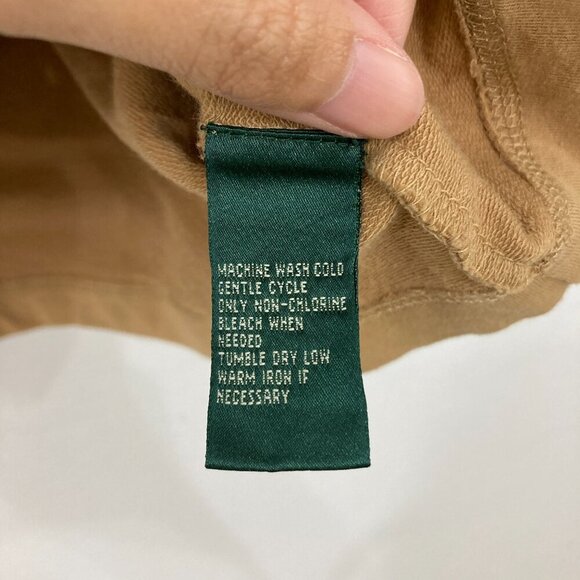 MACHINE WASH COLD
GENTLE CYCLE
ONLY NON-CHLORINE
BLEACH WHEN
NEEDED
TUMBLE DRY LOW
WARM IRON IF
NECESSARY